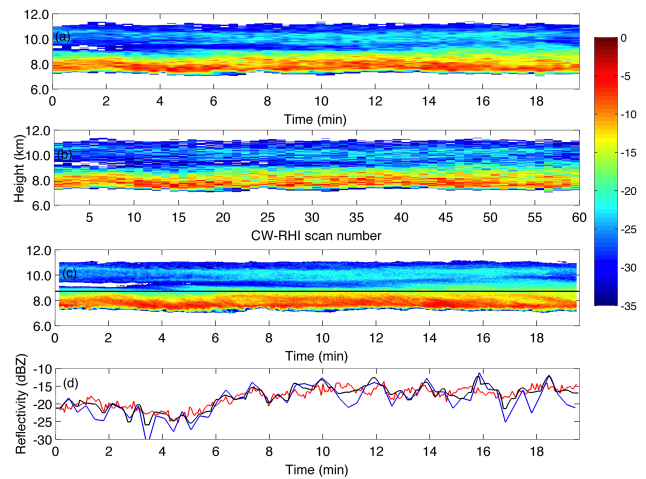 12.0
10.0
8.0
6.0
(a)
0 2 4 6 8 10 12 14 16 18
Time (min)
12.0
10.0
8.0
6.0
Height (km)
(b)
5 10 15 20 25 30 35 40 45 50 55 60
CW-RHI scan number
12.0
10.0
8.0
6.0
(c)
0 2 4 6 8 10 12 14 16 18
Time (min)
-10
-15
-20
-25
-30
Reflectivity (dBZ)
(d)
0 2 4 6 8 10 12 14 16 18
Time (min)
0
-5
-10
-15
-20
-25
-30
-35